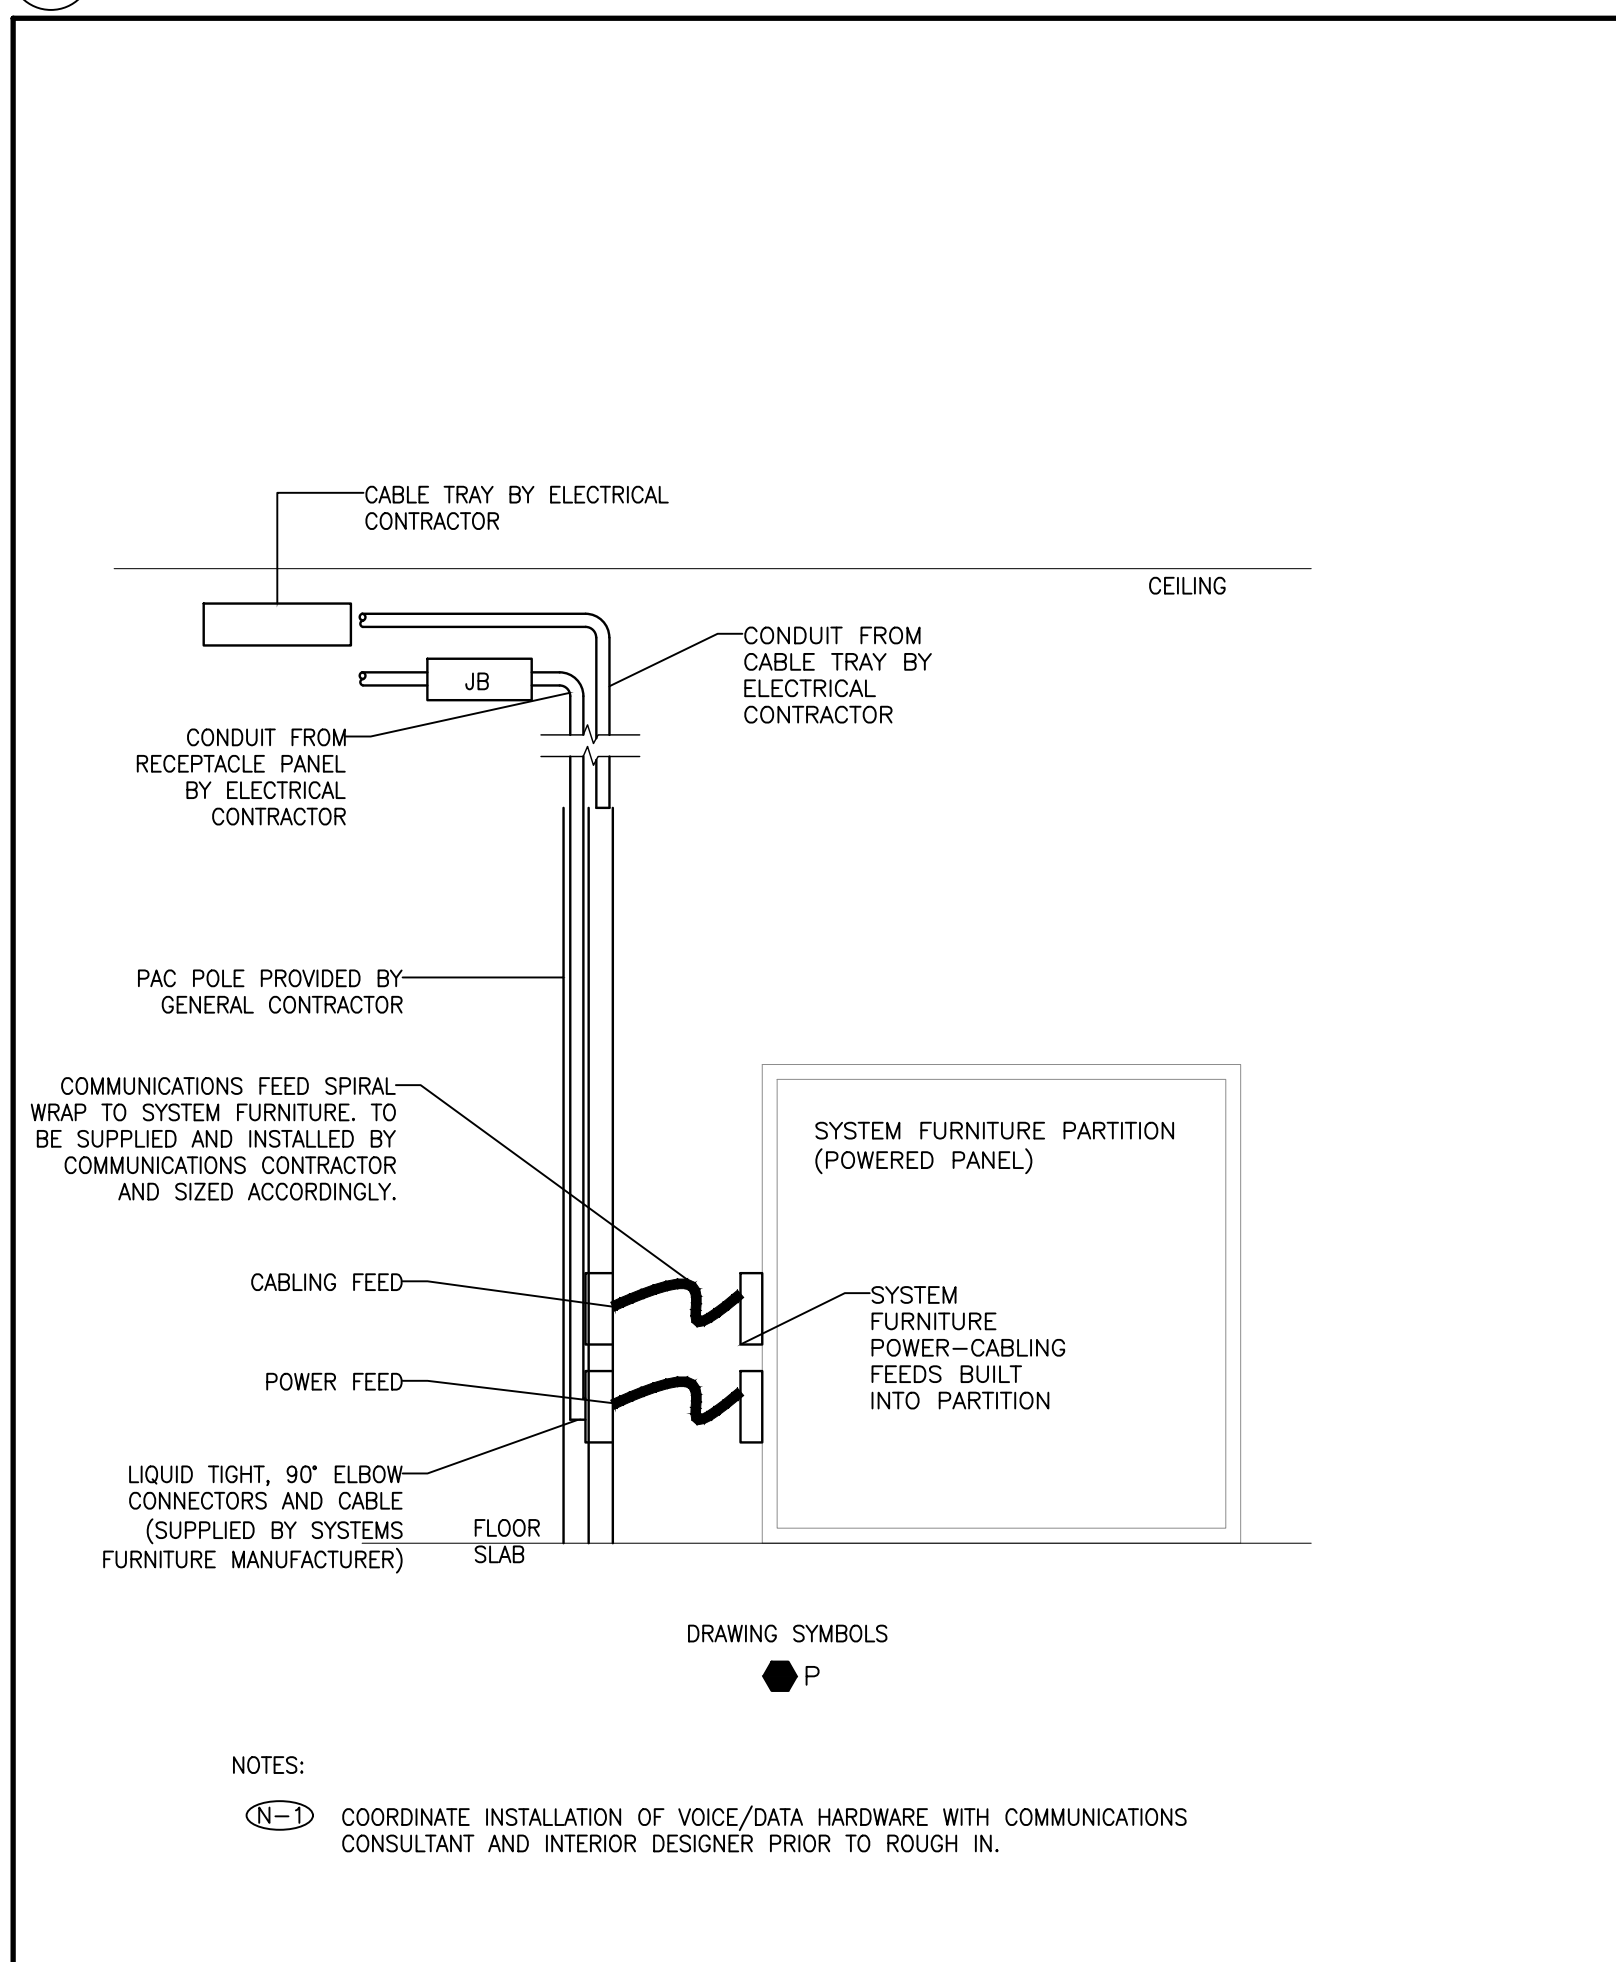 CABLE TRAY BY ELECTRICAL
CONTRACTOR
CEILING
CONDUIT FROM
CABLE TRAY BY
ELECTRICAL
CONTRACTOR
JB
CONDUIT FROM
RECEPTACLE PANEL
BY ELECTRICAL
CONTRACTOR
PAC POLE PROVIDED BY
GENERAL CONTRACTOR
COMMUNICATIONS FEED SPIRAL
WRAP TO SYSTEM FURNITURE. TO
BE SUPPLIED AND INSTALLED BY
COMMUNICATIONS CONTRACTOR
AND SIZED ACCORDINGLY.
SYSTEM FURNITURE PARTITION
(POWERED PANEL)
CABLING FEED
SYSTEM
FURNITURE
POWER-CABLING
FEEDS BUILT
INTO PARTITION
POWER FEED
LIQUID TIGHT, 90° ELBOW
CONNECTORS AND CABLE
(SUPPLIED BY SYSTEMS
FURNITURE MANUFACTURER)
FLOOR
SLAB
DRAWING SYMBOLS
P
NOTES:
N-1 COORDINATE INSTALLATION OF VOICE/DATA HARDWARE WITH COMMUNICATIONS
CONSULTANT AND INTERIOR DESIGNER PRIOR TO ROUGH IN.